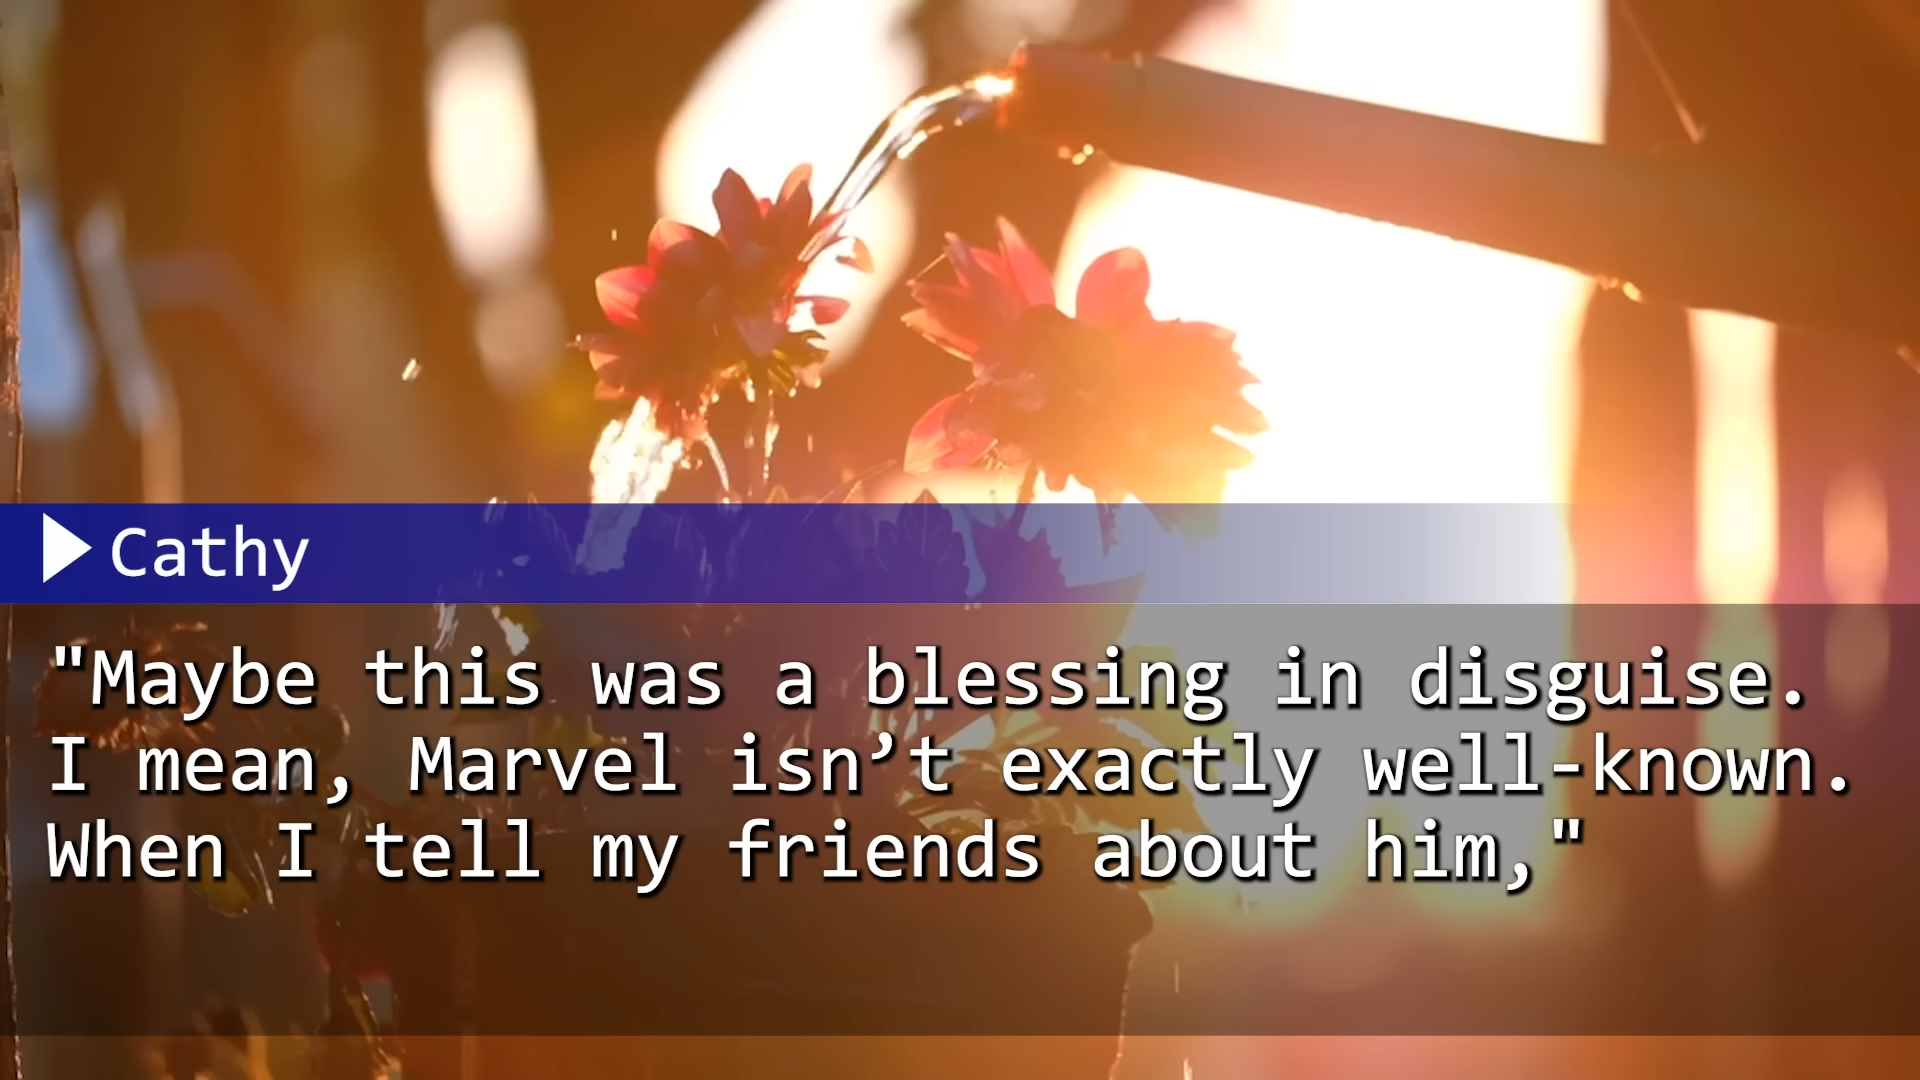 Cathy
"Maybe this was a blessing in disguise.
I mean, Marvel isn’t exactly well-known.
When I tell my friends about him,"